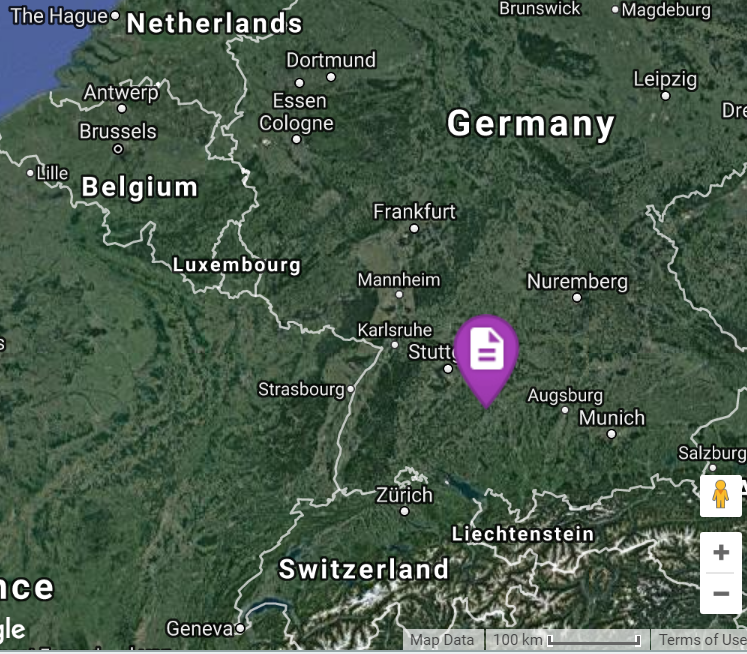 The Hague
Netherlands
Brunswick
Magdeburg
Dortmund
Essen
Leipzig
Antwerp
Cologne
Germany
Dre
Brussels
Lille
Belgium
Frankfurt
Luxembourg
Mannheim
Nuremberg
Karlsruhe
s
Stuttg
Strasbourg
Augsburg
Munich
Salzburg
Zürich
A
Liechtenstein
Switzerland
nce
gle
Geneva
Map Data
100 km
Terms of Use